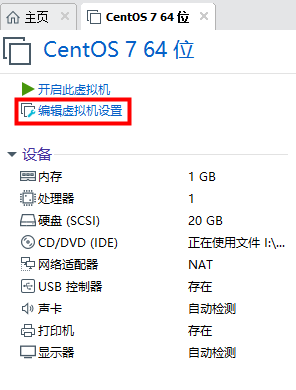 主页 CentOS 7 64 位
CentOS 7 64 位
开启此虚拟机
编辑虚拟机设置
设备
内存 1 GB
处理器 1
硬盘 (SCSI) 20 GB
CD/DVD (IDE) 正在使用文件 I:\...
网络适配器 NAT
USB 控制器 存在
声卡 自动检测
打印机 存在
显示器 自动检测